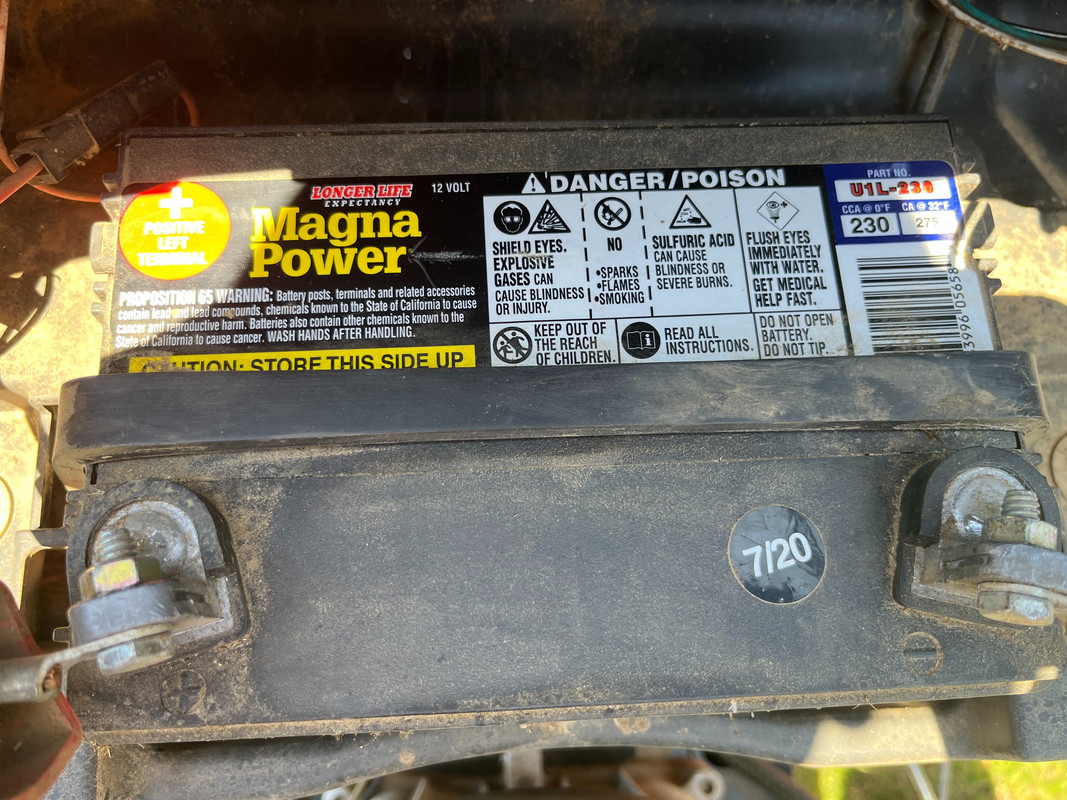 LONGER LIFE
EXPECTANCY
12 VOLT
+
POSITIVE
LEFT
TERMINAL
Magna
Power
PROPOSITION 65 WARNING: Battery posts, terminals and related accessories
contain lead and lead compounds, chemicals known to the State of California to cause
cancer and reproductive harm. Batteries also contain other chemicals known to the
State of California to cause cancer. WASH HANDS AFTER HANDLING.
CAUTION: STORE THIS SIDE UP
DANGER/POISON
SHIELD EYES.
EXPLOSIVE
GASES CAN
CAUSE BLINDNESS
OR INJURY.
NO
•SPARKS
•FLAMES
•SMOKING
SULFURIC ACID
CAN CAUSE
BLINDNESS OR
SEVERE BURNS.
FLUSH EYES
IMMEDIATELY
WITH WATER.
GET MEDICAL
HELP FAST.
KEEP OUT OF
THE REACH
OF CHILDREN.
READ ALL
INSTRUCTIONS.
DO NOT OPEN
BATTERY.
DO NOT TIP.
PART NO.
U1L-230
CCA @ 0°F CA @ 32°F
230 275
7/20
+
−